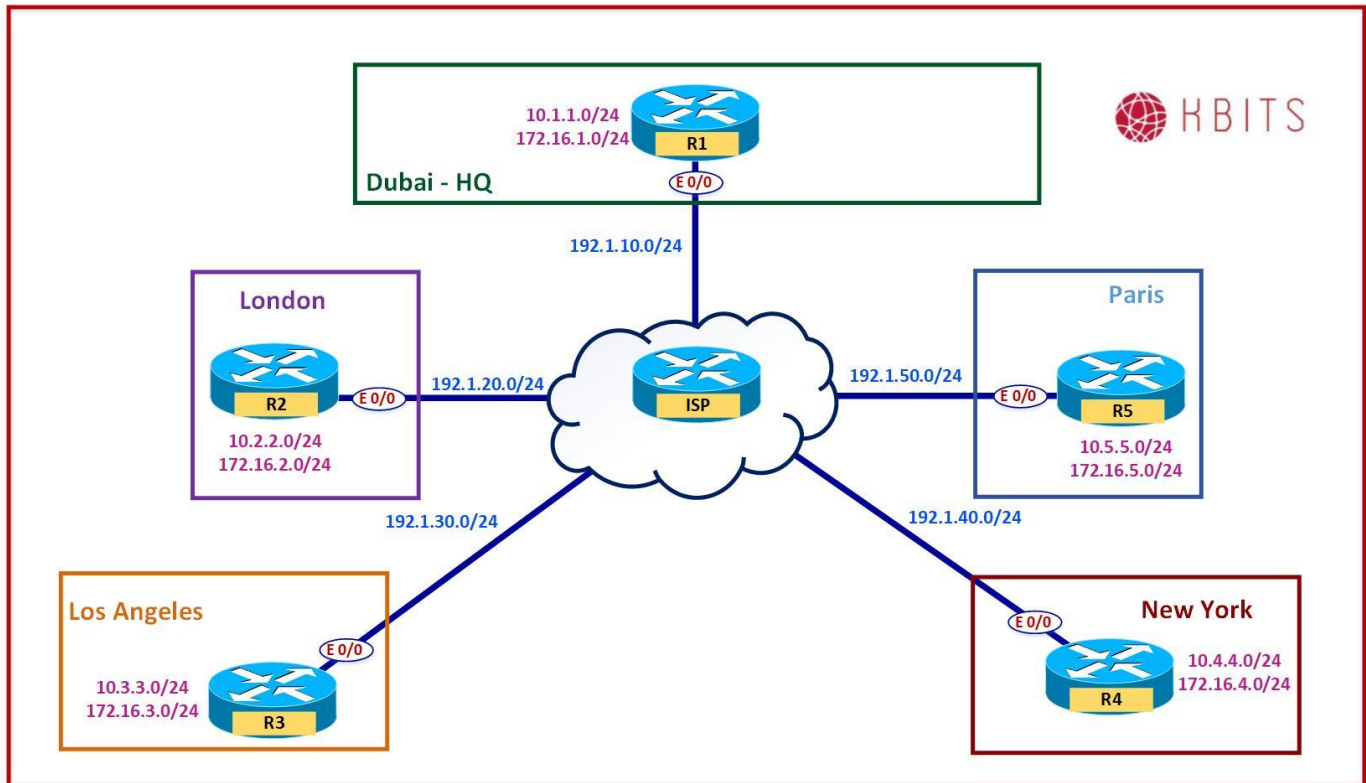 10.1.1.0/24
172.16.1.0/24
R1
KBITS
Dubai - HQ
E 0/0
192.1.10.0/24
London
Paris
R2
E 0/0
192.1.20.0/24
ISP
192.1.50.0/24
E 0/0
R5
10.2.2.0/24
172.16.2.0/24
10.5.5.0/24
172.16.5.0/24
192.1.30.0/24
192.1.40.0/24
Los Angeles
E 0/0
10.3.3.0/24
172.16.3.0/24
R3
New York
E 0/0
10.4.4.0/24
172.16.4.0/24
R4